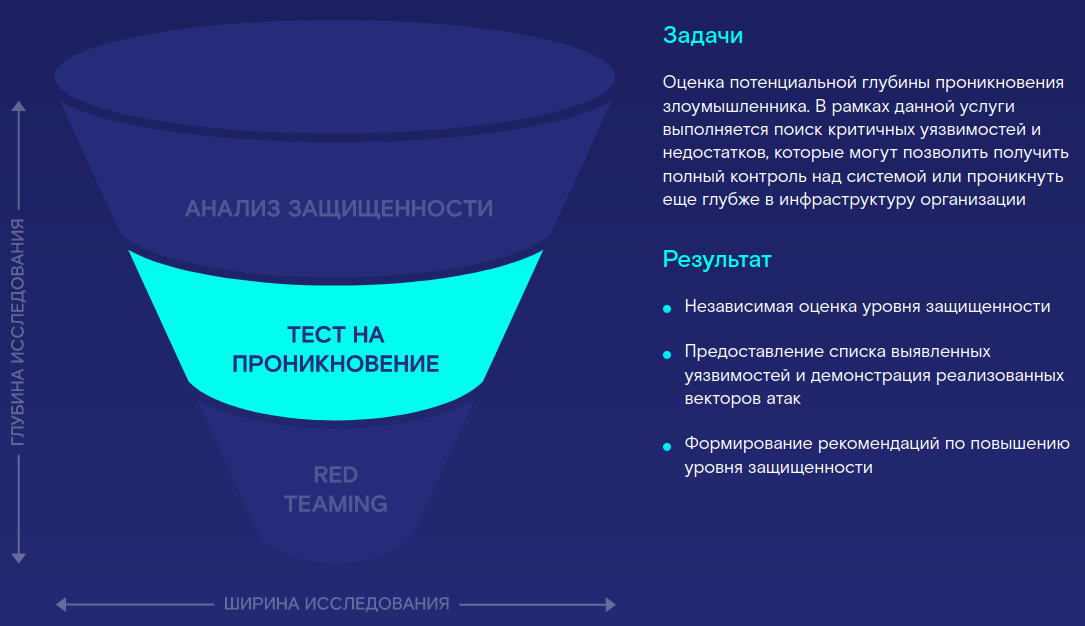 ГЛУБИНА ИССЛЕДОВАНИЯ
АНАЛИЗ ЗАЩИЩЕННОСТИ
ТЕСТ НА
ПРОНИКНОВЕНИЕ
RED
TEAMING
ШИРИНА ИССЛЕДОВАНИЯ
Задачи
Оценка потенциальной глубины проникновения
злоумышленника. В рамках данной услуги
выполняется поиск критичных уязвимостей и
недостатков, которые могут позволить получить
полный контроль над системой или проникнуть
еще глубже в инфраструктуру организации
Результат
Независимая оценка уровня защищенности
Предоставление списка выявленных
уязвимостей и демонстрация реализованных
векторов атак
Формирование рекомендаций по повышению
уровня защищенности